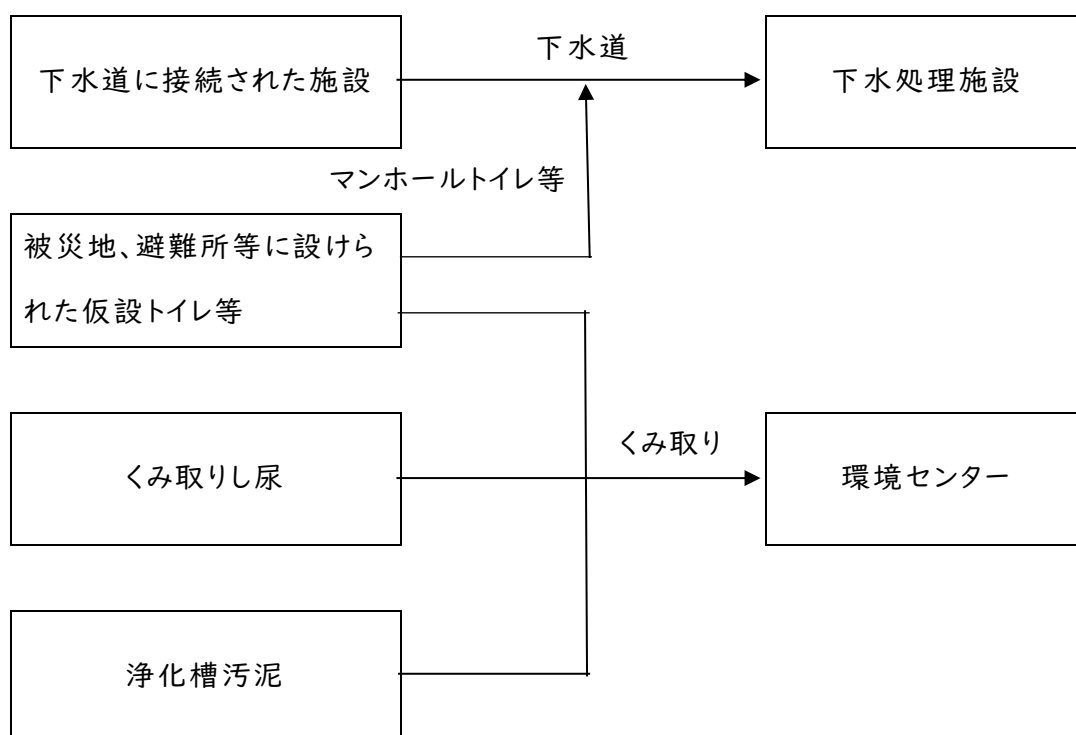 下水道
下水道に接続された施設
下水処理施設
マンホールトイレ等
被災地、避難所等に設けら
れた仮設トイレ等
くみ取り
くみ取りし尿
環境センター
浄化槽汚泥